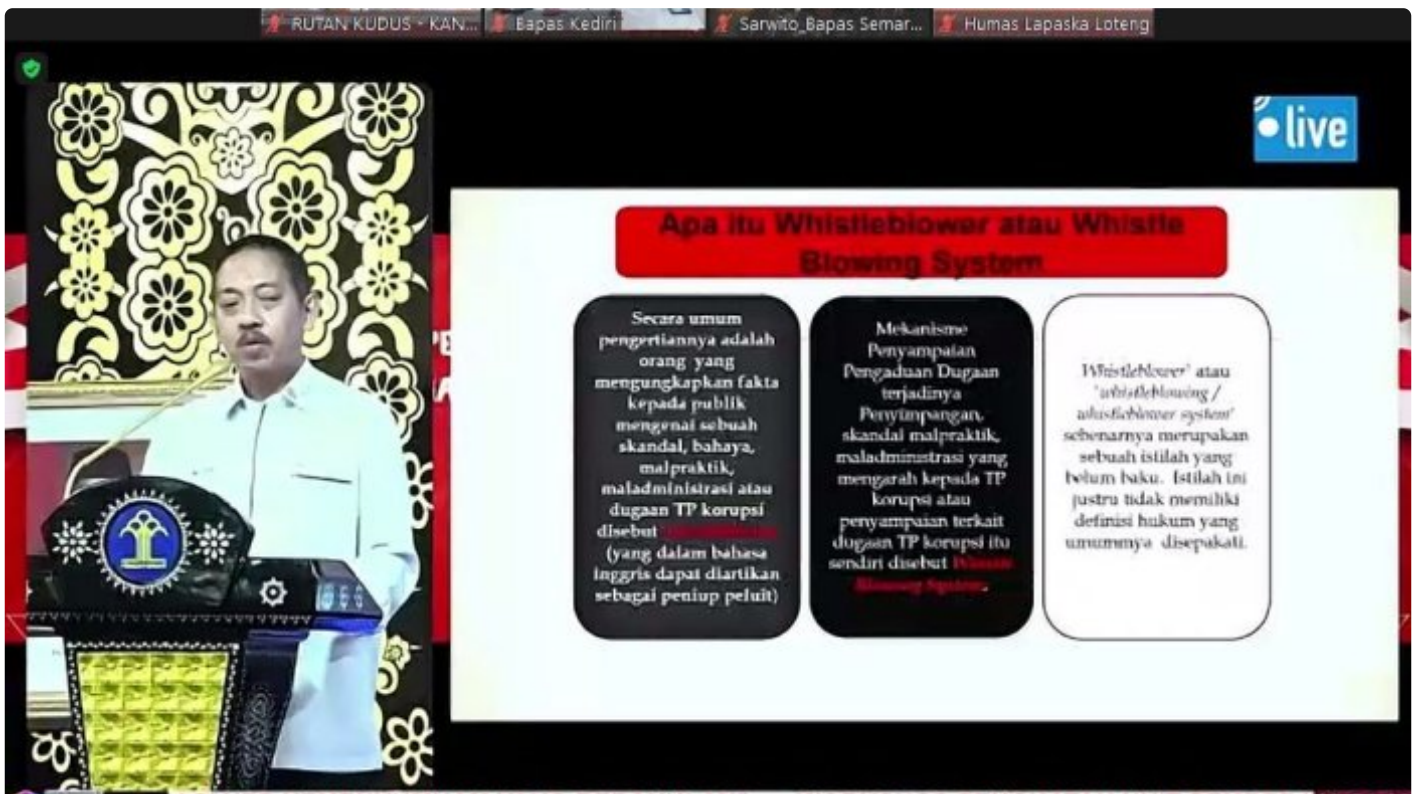 RUTAN KUDUS - KAN...
Bapas Kediri
Sarwito_Bapas Semar...
Humas Lapaska Loteng
live
Apa itu Whistleblower atau Whistle
Blowing System
Secara umum
pengertiannya adalah
orang yang
mengungkapkan fakta
kepada publik
mengenai sebuah
skandal, bahaya,
malpraktik,
maladministrasi atau
dugaan TP korupsi
disebut
(yang dalam bahasa
inggris dapat diartikan
sebagai peniup peluit)
Mekanisme
Penyampaian
Pengaduan Dugaan
terjadinya
Penyimpangan,
skandal malpraktik,
maladministrasi yang
mengarah kepada TP
korupsi atau
penyampaian terkait
dugaan TP korupsi itu
sendiri disebut Whistle
Blowing System.
Whistleblower' atau
'whistleblowing /
whistleblower system'
sebenarnya merupakan
sebuah istilah yang
belum baku. Istilah ini
justru tidak memiliki
definisi hukum yang
umumnya disepakati.